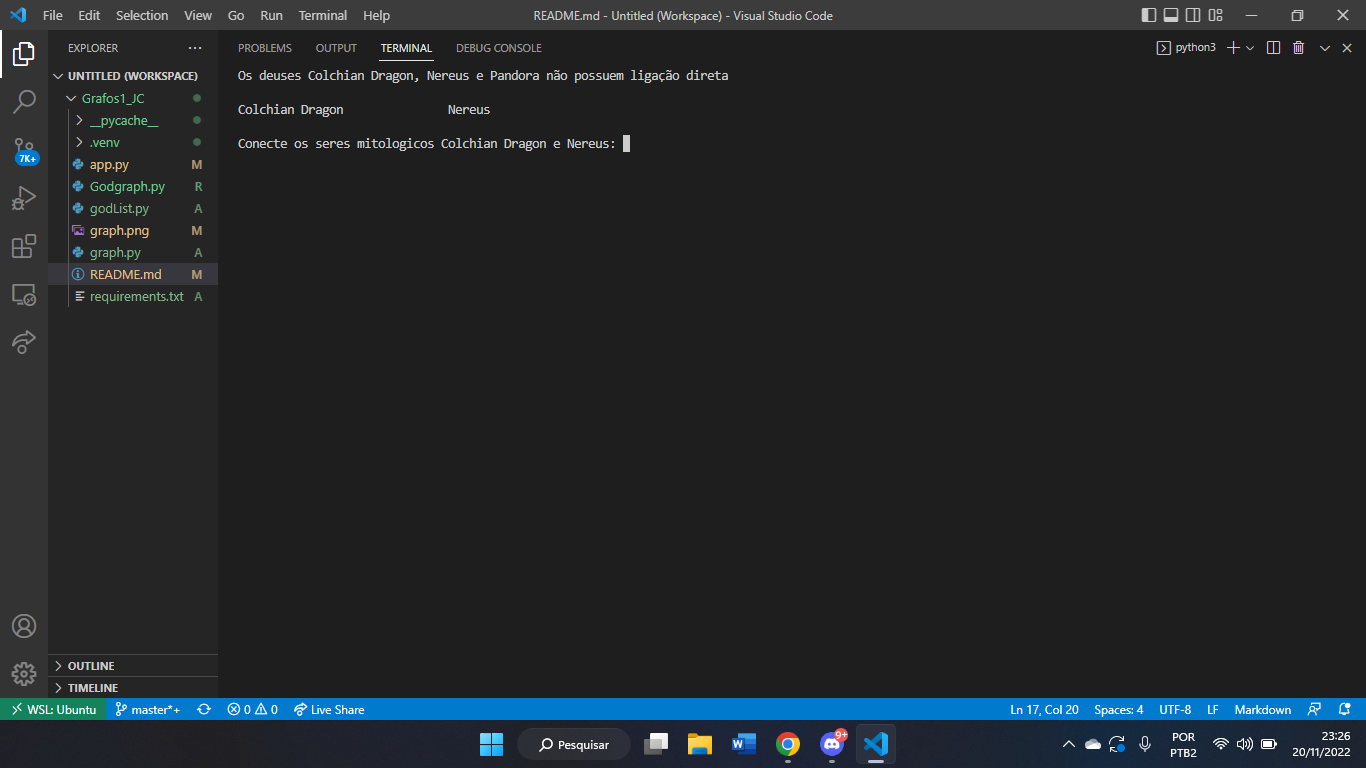 File Edit Selection View Go Run Terminal Help
README.md - Untitled (Workspace) - Visual Studio Code
EXPLORER
UNTITLED (WORKSPACE)
Grafos1_JC
__pycache__
.venv
app.py M
Godgraph.py R
godList.py A
graph.png M
graph.py A
README.md M
requirements.txt A
OUTLINE
TIMELINE
7K+
PROBLEMS OUTPUT TERMINAL DEBUG CONSOLE
python3
Os deuses Colchian Dragon, Nereus e Pandora não possuem ligação direta
Colchian Dragon Nereus
Conecte os seres mitologicos Colchian Dragon e Nereus:
WSL: Ubuntu master*+ 0 0 Live Share
Ln 17, Col 20 Spaces: 4 UTF-8 LF Markdown
Pesquisar
W
9+
POR
PTB2
23:26
20/11/2022